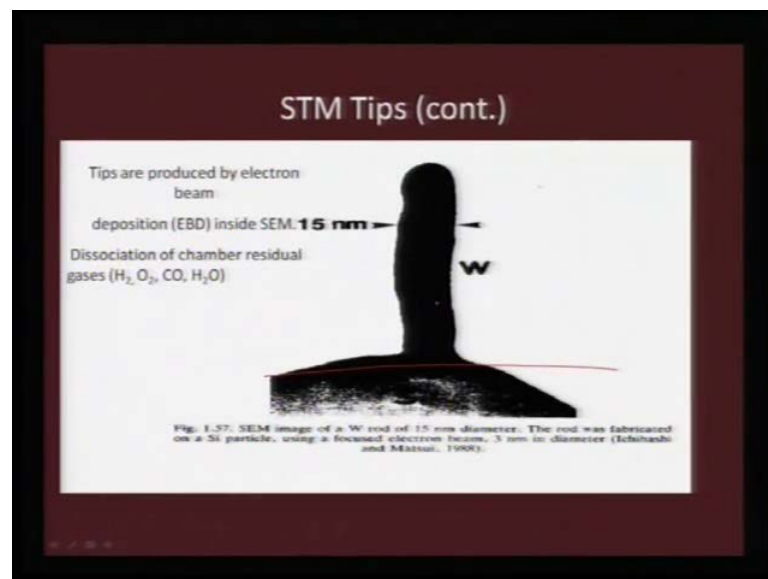 STM Tips (cont.)
Tips are produced by electron
beam
deposition (EBD) inside SEM.
15 nm
Dissociation of chamber residual
gases (H2, O2, CO, H2O)
W
Fig. 1.57. SEM image of a W rod of 15 nm diameter. The rod was fabricated
on a Si particle, using a focused electron beam, 3 nm in diameter (Ichihashi
and Matsui, 1988).